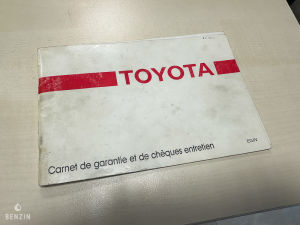 TOYOTA
Carnet de garantie et de chèques entretien
BENZIN